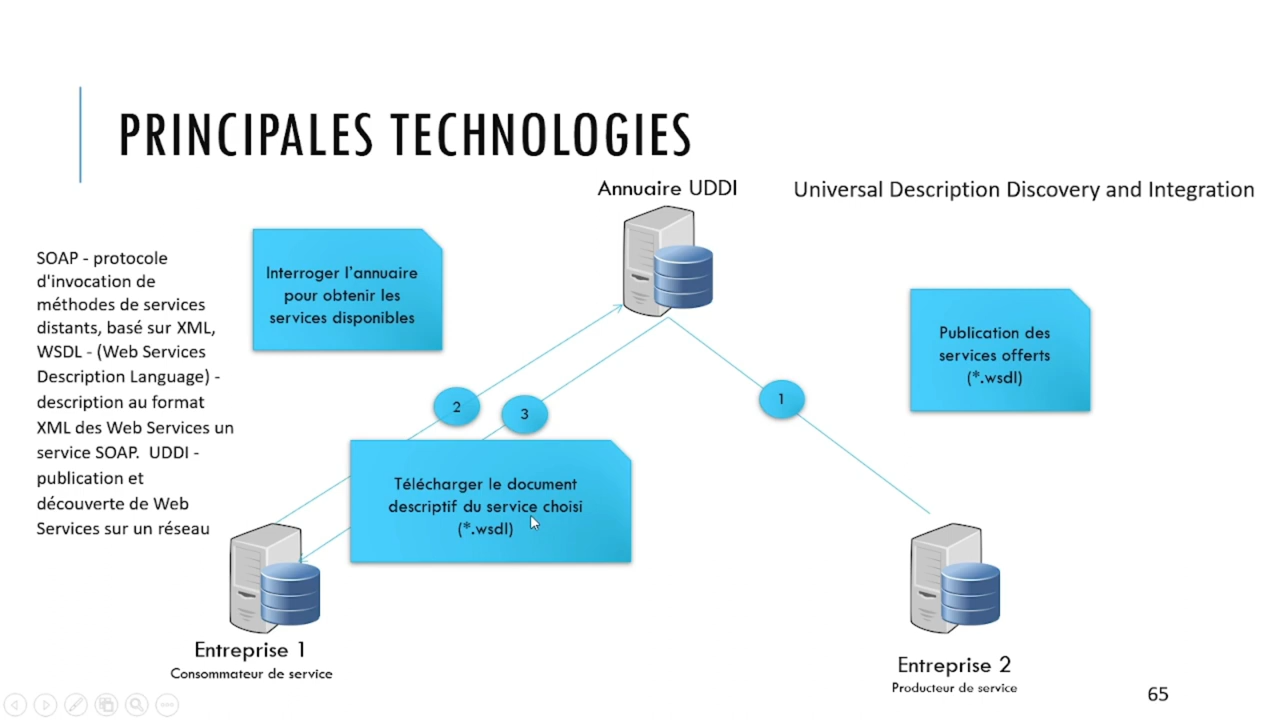 PRINCIPALES TECHNOLOGIES
Annuaire UDDI
Universal Description Discovery and Integration
SOAP - protocole
d'invocation de
méthodes de services
distants, basé sur XML,
WSDL - (Web Services
Description Language) -
description au format
XML des Web Services un
service SOAP. UDDI -
publication et
découverte de Web
Services sur un réseau
Interroger l'annuaire
pour obtenir les
services disponibles
Publication des
services offerts
(*.wsdl)
2
3
1
Télécharger le document
descriptif du service choisi
(*.wsdl)
Entreprise 1
Consommateur de service
Entreprise 2
Producteur de service
65